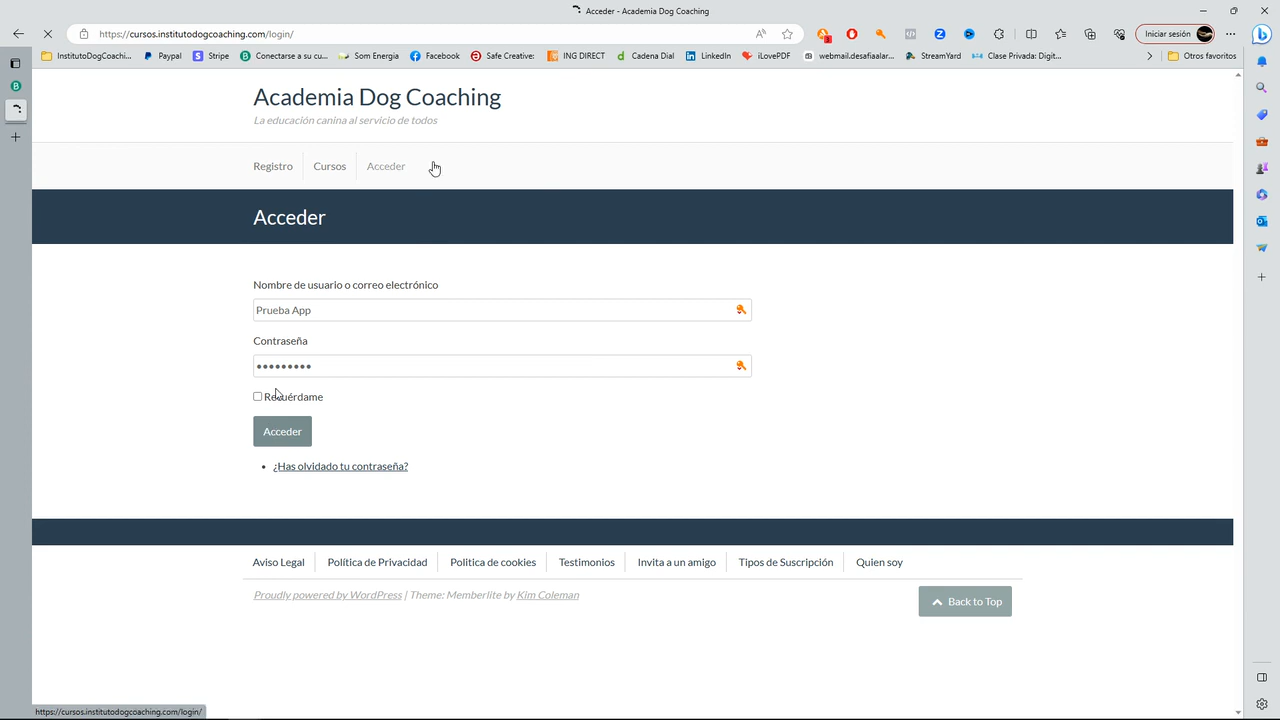 Acceder - Academia Dog Coaching
https://cursos.institutodogcoaching.com/login/
Iniciar sesión
InstitutoDogCoachi...
Paypal
Stripe
Conectarse a su cu...
Som Energia
Facebook
Safe Creative:
ING DIRECT
Cadena Dial
LinkedIn
iLovePDF
webmail.desafiaalar...
StreamYard
Clase Privada: Digit...
Otros favoritos
Academia Dog Coaching
La educación canina al servicio de todos
Registro
Cursos
Acceder
Acceder
Nombre de usuario o correo electrónico
Prueba App
Contraseña
•••••••••
Recuérdame
Acceder
• ¿Has olvidado tu contraseña?
Aviso Legal
Política de Privacidad
Politica de cookies
Testimonios
Invita a un amigo
Tipos de Suscripción
Quien soy
Proudly powered by WordPress | Theme: Memberlite by Kim Coleman
Back to Top
https://cursos.institutodogcoaching.com/login/